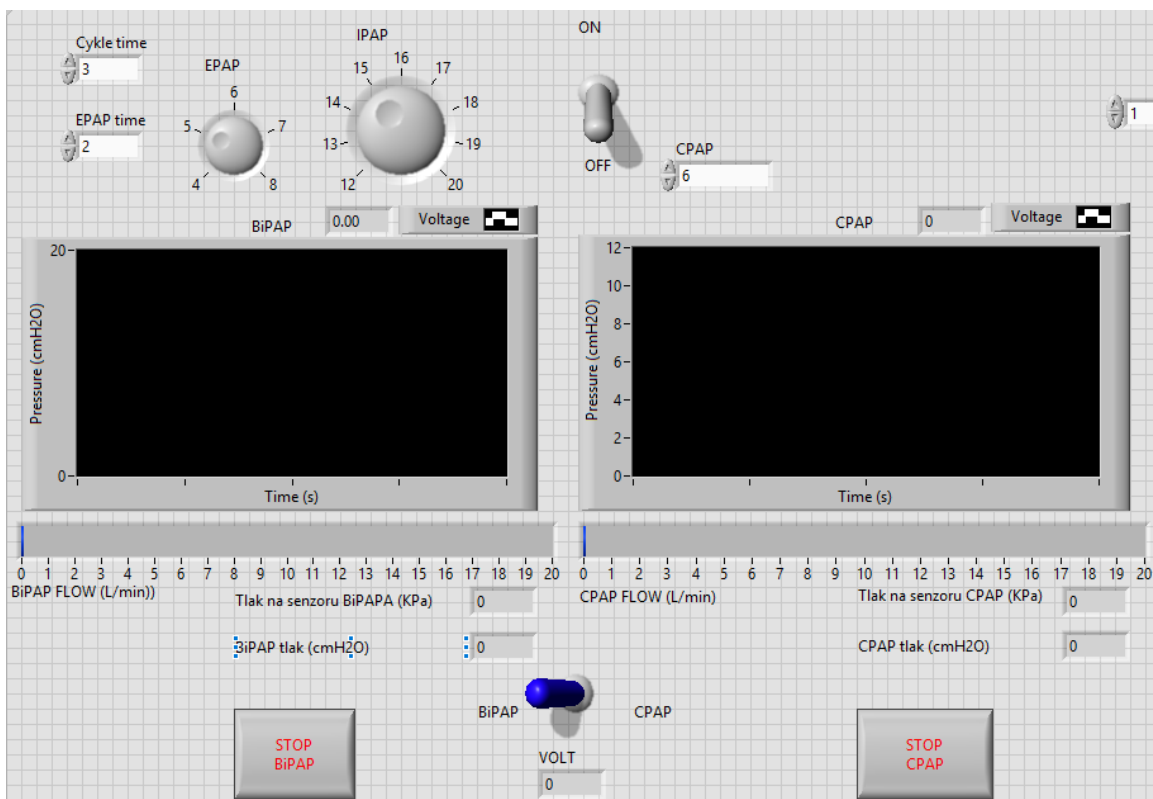 ON
Cykle time
3
EPAP time
2
EPAP
4 5 6 7 8
IPAP
12 13 14 15 16 17 18 19 20
OFF
CPAP
6
1
BiPAP 0.00 Voltage
CPAP 0 Voltage
20
0
Pressure (cmH2O)
Time (s)
12
10
8
6
4
2
0
Pressure (cmH2O)
Time (s)
0 1 2 3 4 5 6 7 8 9 10 11 12 13 14 15 16 17 18 19 20
BiPAP FLOW (L/min))
0 1 2 3 4 5 6 7 8 9 10 11 12 13 14 15 16 17 18 19 20
CPAP FLOW (L/min)
Tlak na senzoru BiPAPA (KPa) 0
Tlak na senzoru CPAP (KPa) 0
BiPAP tlak (cmH2O) 0
CPAP tlak (cmH2O) 0
BiPAP CPAP
STOP
BiPAP
VOLT
0
STOP
CPAP